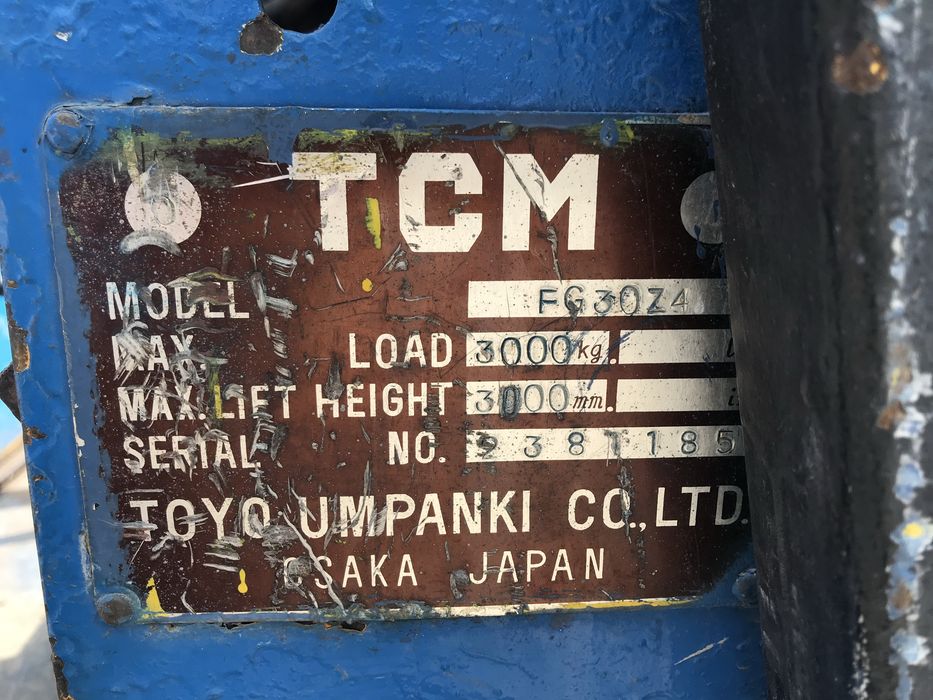 TCM
MODEL FG30Z4
MAX. LOAD 3000 kg.
MAX. LIFT HEIGHT 3000 mm.
SERIAL NO. 2381185
TOYO UMPANKI CO., LTD.
OSAKA JAPAN